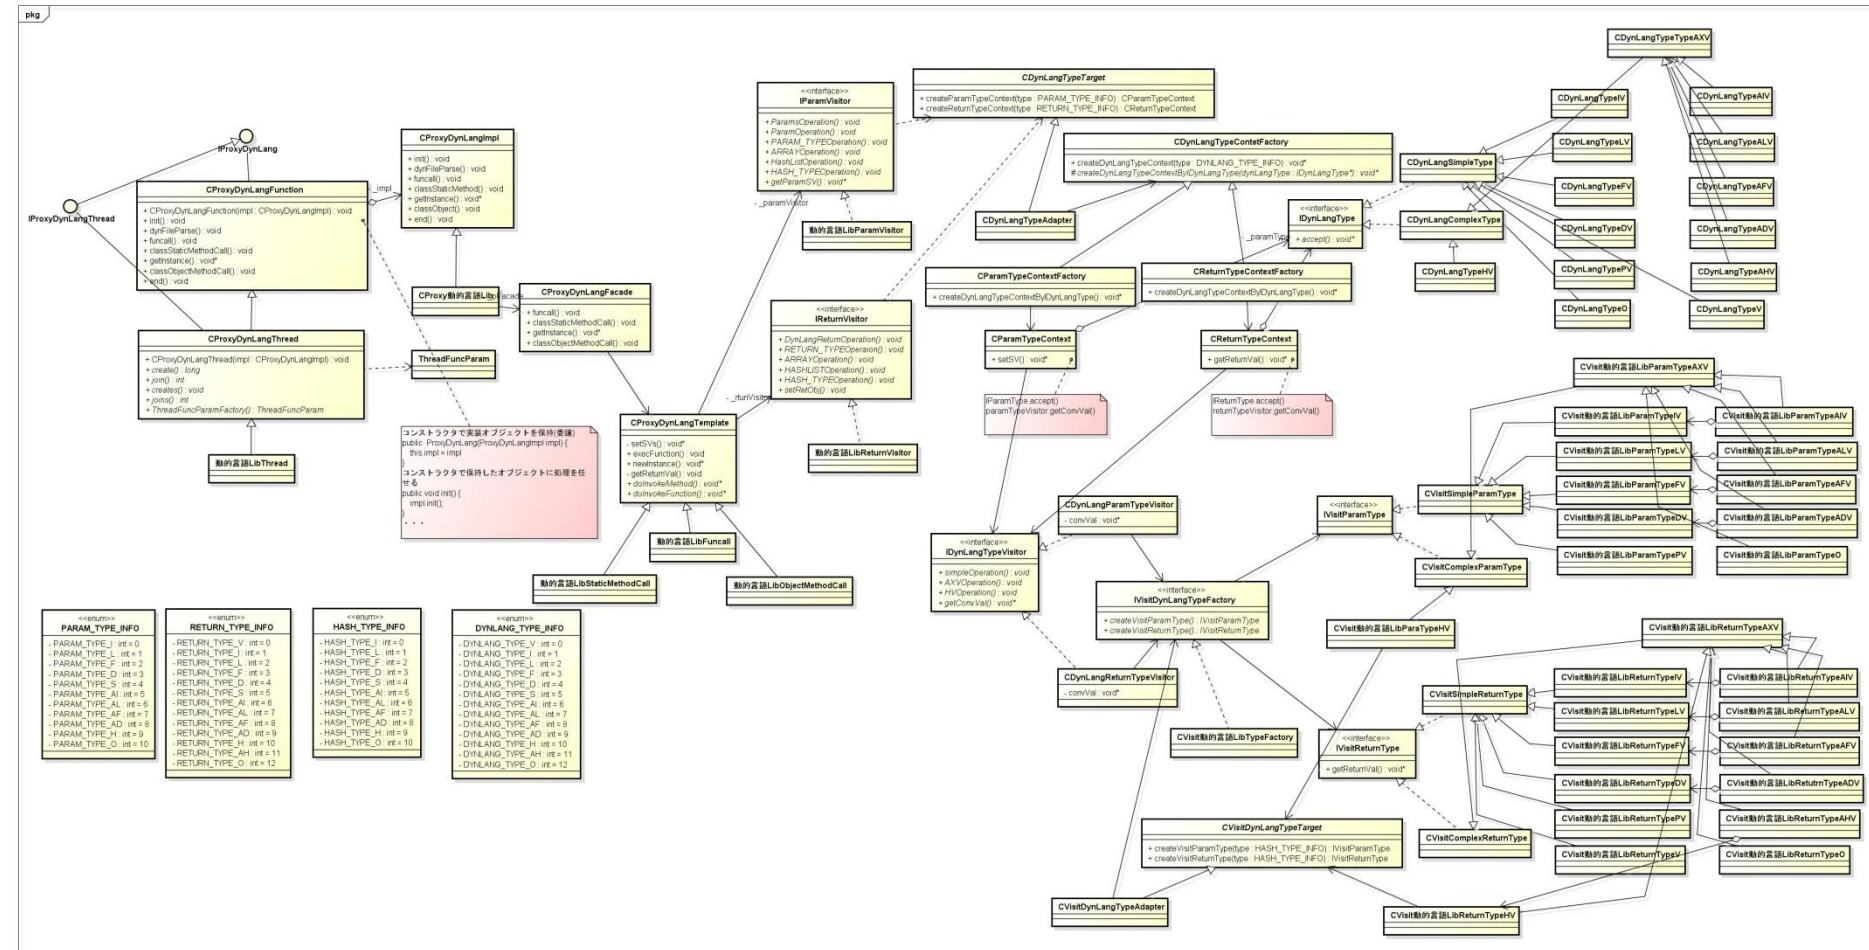 pkg
IProxyDynLang
IProxyDynLangThread
CProxyDynLangFunction
+ CProxyDynLangFunction(impl : CProxyDynLangImpl) : void
+ init() : void
+ dynFileParse() : void
+ funcall() : void
+ classStaticMethodCall() : void
+ getInstance() : void*
+ classObjectMethodCall() : void
+ end() : void
- _impl
CProxyDynLangImpl
+ init() : void
+ dynFileParse() : void
+ funcall() : void
+ classStaticMethod() : void
+ getInstance() : void*
+ classObject() : void
+ end() : void
CProxyDynLangThread
+ CProxyDynLangThread(impl : CProxyDynLangImpl) : void
+ create() : long
+ join() : int
+ creates() : void
+ joins() : int
+ ThreadFuncParamFactory() : ThreadFuncParam
ThreadFuncParam
動的言語LibThread
CProxy動的言語Lib
CProxyDynLangFacade
+ funcall() : void
+ classStaticMethodCall() : void
+ getInstance() : void*
+ classObjectMethodCall() : void
コンストラクタで実装オブジェクトを保持(委譲)
public ProxyDynLang(ProxyDynLangImpl impl) {
this.impl = impl
}
コンストラクタで保持したオブジェクトに処理を任
せる
public void init() {
impl.init();
}
・・・
CProxyDynLangTemplate
- setSVs() : void*
+ execFunction() : void
+ newInstance() : void*
- getReturnVal() : void
+ doInvokeMethod() : void*
+ doInvokeFunction() : void*
動的言語LibFuncall
動的言語LibStaticMethodCall
動的言語LibObjectMethodCall
<<interface>>
IParamVisitor
+ ParamsOperation() : void
+ ParamOperation() : void
+ PARAM_TYPEOperation() : void
+ ARRAYOperation() : void
+ HashListOperation() : void
+ HASH_TYPEOperation() : void
+ getParamSV() : void*
- _paramVisitor
動的言語LibParamVisitor
<<interface>>
IReturnVisitor
+ DynLangReturnOperation() : void
+ RETURN_TYPEOperaion() : void
+ ARRAYOperation() : void
+ HASHLISTOperation() : void
+ HASH_TYPEOperation() : void
+ setRetObj() : void
- _rturnVisitor
動的言語LibReturnVisitor
CDynLangTypeTarget
+ createParamTypeContext(type : PARAM_TYPE_INFO) : CParamTypeContext
+ createReturnTypeContext(type : RETURN_TYPE_INFO) : CReturnTypeContext
CDynLangTypeContetFactory
+ createDynLangTypeContext(type : DYNLANG_TYPE_INFO) : void*
# createDynLangTypeContextByIDynLangType(dynLangType : IDynLangType*) : void*
CDynLangTypeAdapter
- _paramType
<<interface>>
IDynLangType
+ accept() : void*
CParamTypeContextFactory
+ createDynLangTypeContextByIDynLangType() : void*
CReturnTypeContextFactory
+ createDynLangTypeContextByIDynLangType() : void*
CParamTypeContext
+ setSV() : void*
CReturnTypeContext
+ getReturnVal() : void*
IParamType.accept()
paramTypeVisitor.getConvVal()
IReturnType.accept()
returnTypeVisitor.getConvVal()
CDynLangSimpleType
CDynLangComplexType
CDynLangTypeHV
CDynLangTypeTypeAXV
CDynLangTypeIV
CDynLangTypeLV
CDynLangTypeFV
CDynLangTypeDV
CDynLangTypePV
CDynLangTypeO
CDynLangTypeAIV
CDynLangTypeALV
CDynLangTypeAFV
CDynLangTypeADV
CDynLangTypeAHV
CDynLangTypeV
CDynLangParamTypeVisitor
- convVal : void*
<<interface>>
IDynLangTypeVisitor
+ simpleOperation() : void
+ AXVOperation() : void
+ HVOperation() : void
+ getConvVal() : void*
CDynLangReturnTypeVisitor
- convVal : void*
<<interface>>
IVisitDynLangTypeFactory
+ createVisitParamType() : IVisitParamType
+ createVisitReturnType() : IVisitReturnType
CVisit動的言語LibTypeFactory
<<interface>>
IVisitParamType
CVisitSimpleParamType
CVisitComplexParamType
CVisit動的言語LibParaTypeHV
CVisit動的言語LibParamTypeAXV
CVisit動的言語LibParamTypeIV
CVisit動的言語LibParamTypeLV
CVisit動的言語LibParamTypeFV
CVisit動的言語LibParamTypeDV
CVisit動的言語LibParamTypePV
CVisit動的言語LibParamTypeAIV
CVisit動的言語LibParamTypeALV
CVisit動的言語LibParamTypeAFV
CVisit動的言語LibParamTypeADV
CVisit動的言語LibParamTypeO
<<interface>>
IVisitReturnType
+ getReturnVal() : void*
CVisitSimpleReturnType
CVisitComplexReturnType
CVisit動的言語LibReturnTypeAXV
CVisit動的言語LibReturnTypeIV
CVisit動的言語LibReturnTypeLV
CVisit動的言語LibReturnTypeFV
CVisit動的言語LibReturnTypeDV
CVisit動的言語LibReturnTypePV
CVisit動的言語LibReturnTypeV
CVisit動的言語LibReturnTypeAIV
CVisit動的言語LibReturnTypeALV
CVisit動的言語LibReturnTypeAFV
CVisit動的言語LibRetutrnTypeADV
CVisit動的言語LibReturnTypeAHV
CVisit動的言語LibReturnTypeO
CVisit動的言語LibReturnTypeHV
CVisitDynLangTypeTarget
+ createVisitParamType(type : HASH_TYPE_INFO) : IVisitParamType
+ createVisitReturnType(type : HASH_TYPE_INFO) : IVisitReturnType
CVisitDynLangTypeAdapter
<<enum>>
PARAM_TYPE_INFO
- PARAM_TYPE_I : int = 0
- PARAM_TYPE_L : int = 1
- PARAM_TYPE_F : int = 2
- PARAM_TYPE_D : int = 3
- PARAM_TYPE_S : int = 4
- PARAM_TYPE_AI : int = 5
- PARAM_TYPE_AL : int = 6
- PARAM_TYPE_AF : int = 7
- PARAM_TYPE_AD : int = 8
- PARAM_TYPE_H : int = 9
- PARAM_TYPE_O : int = 10
<<enum>>
RETURN_TYPE_INFO
- RETURN_TYPE_V : int = 0
- RETURN_TYPE_I : int = 1
- RETURN_TYPE_L : int = 2
- RETURN_TYPE_F : int = 3
- RETURN_TYPE_D : int = 4
- RETURN_TYPE_S : int = 5
- RETURN_TYPE_AI : int = 6
- RETURN_TYPE_AL : int = 7
- RETURN_TYPE_AF : int = 8
- RETURN_TYPE_AD : int = 9
- RETURN_TYPE_H : int = 10
- RETURN_TYPE_AH : int = 11
- RETURN_TYPE_O : int = 12
<<enum>>
HASH_TYPE_INFO
- HASH_TYPE_I : int = 0
- HASH_TYPE_L : int = 1
- HASH_TYPE_F : int = 2
- HASH_TYPE_D : int = 3
- HASH_TYPE_S : int = 4
- HASH_TYPE_AI : int = 5
- HASH_TYPE_AL : int = 6
- HASH_TYPE_AF : int = 7
- HASH_TYPE_AD : int = 8
- HASH_TYPE_H : int = 9
- HASH_TYPE_O : int = 10
<<enum>>
DYNLANG_TYPE_INFO
- DYNLANG_TYPE_V : int = 0
- DYNLANG_TYPE_I : int = 1
- DYNLANG_TYPE_L : int = 2
- DYNLANG_TYPE_F : int = 3
- DYNLANG_TYPE_D : int = 4
- DYNLANG_TYPE_S : int = 5
- DYNLANG_TYPE_AI : int = 6
- DYNLANG_TYPE_AL : int = 7
- DYNLANG_TYPE_AF : int = 8
- DYNLANG_TYPE_AD : int = 9
- DYNLANG_TYPE_H : int = 10
- DYNLANG_TYPE_AH : int = 11
- DYNLANG_TYPE_O : int = 12